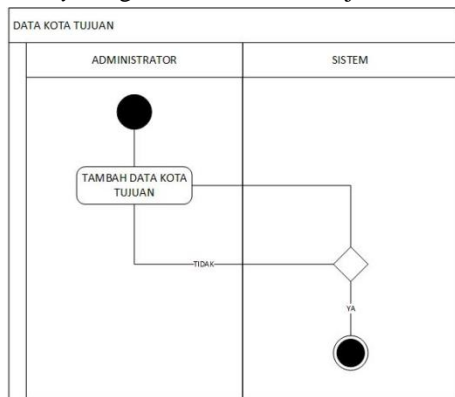 DATA KOTA TUJUAN
ADMINISTRATOR
SISTEM
TAMBAH DATA KOTA
TUJUAN
TIDAK
YA